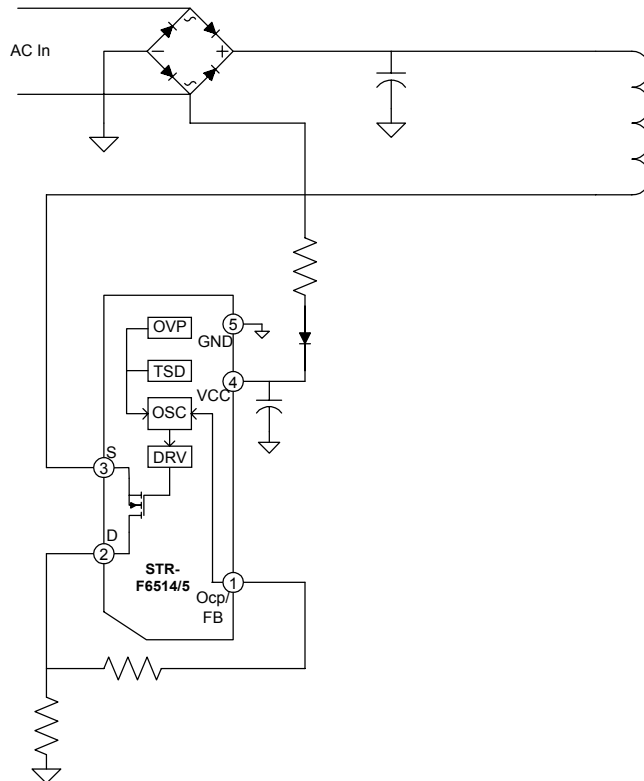 AC In
~
−
+
~
OVP
5
GND
TSD
4
VCC
OSC
S
DRV
3
D
2
STR-
F6514/5
1
Ocp/
FB